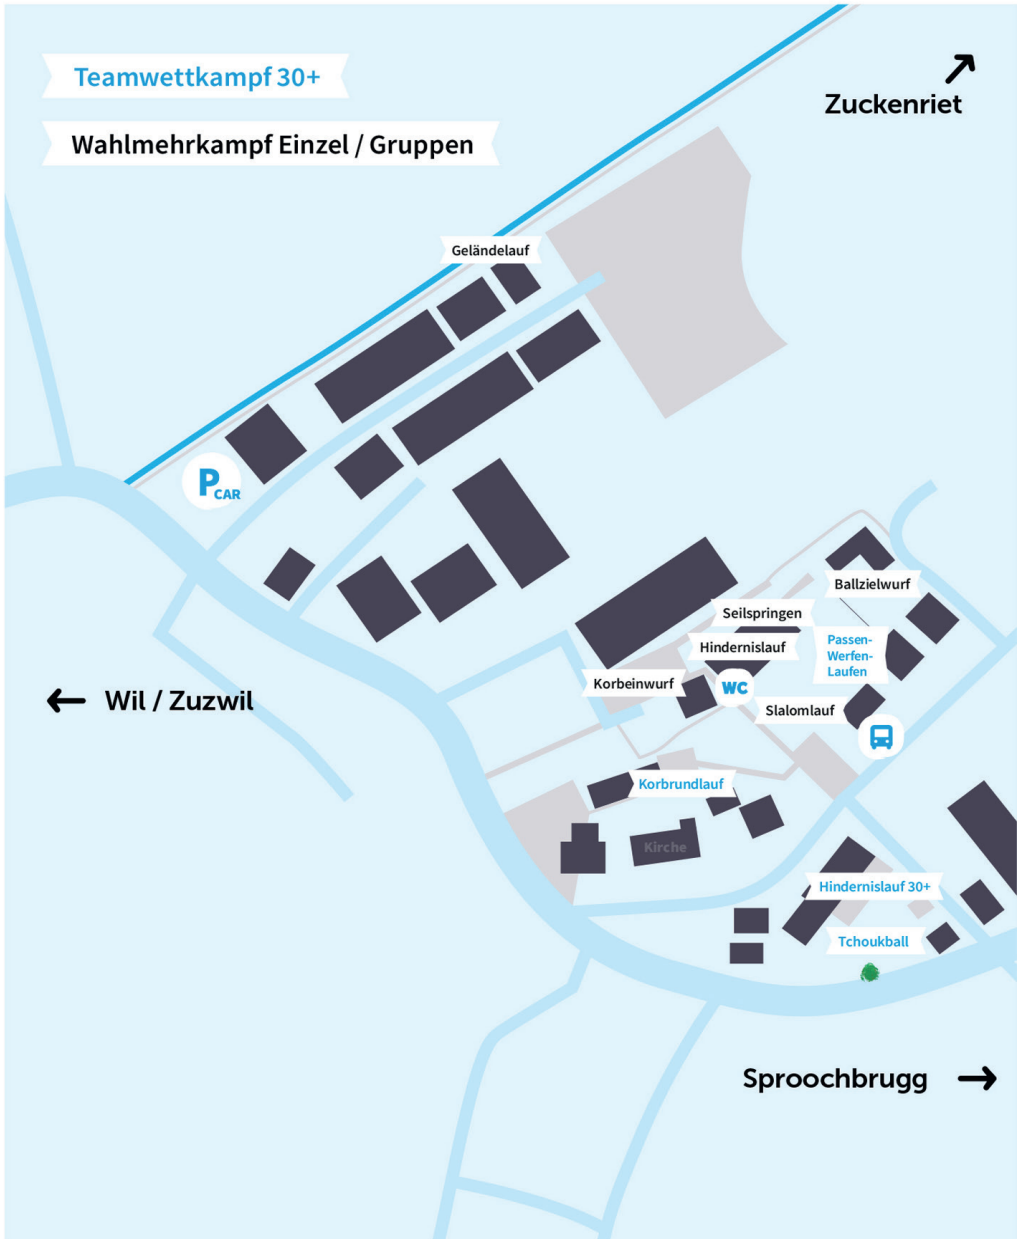 Teamwettkampf 30+
Wahlmehrkampf Einzel / Gruppen
Zuckenriet
Geländelauf
P
CAR
Ballzielwurf
Seilspringen
Hindernislauf
Passen-
Werfen-
Laufen
Korbeinwurf
WC
Wil / Zuzwil
Slalomlauf
Korbrundlauf
Kirche
Hindernislauf 30+
Tchoukball
Sproochbrugg